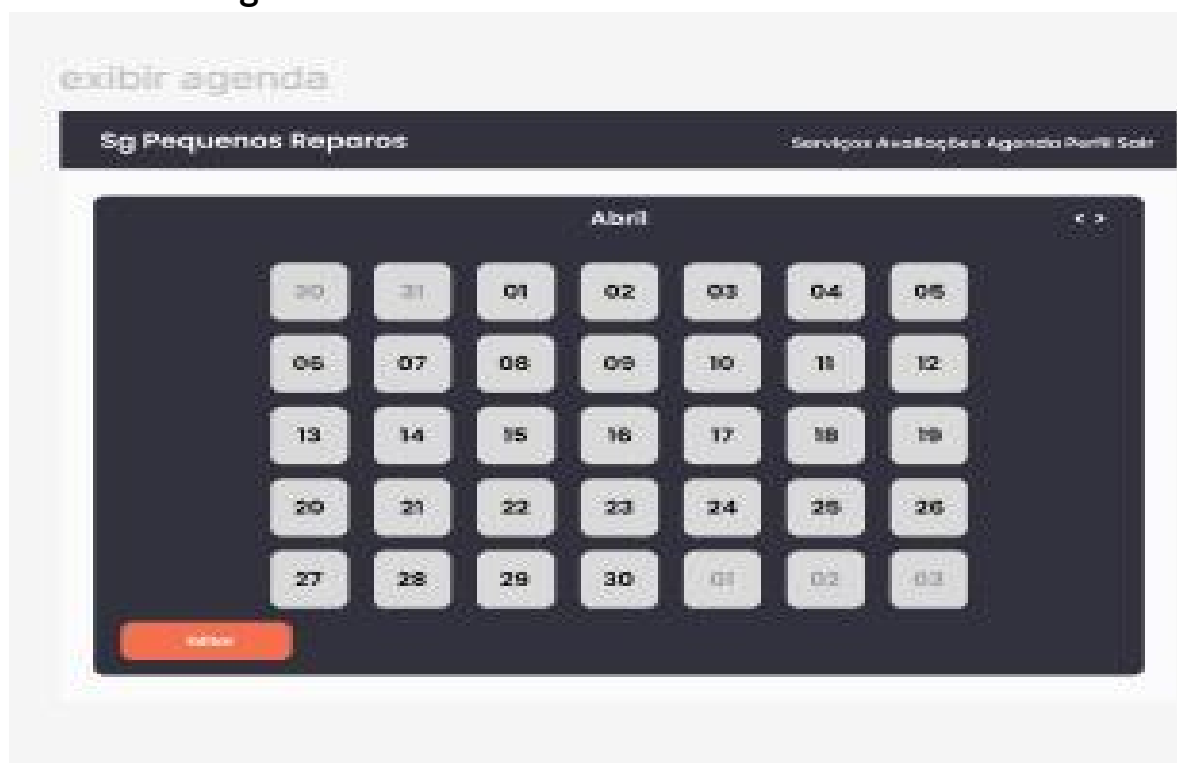 exibir agenda
Sg Pequenos Reparos
Serviços Avaliações Agenda Perfil Sair
Abril
< >
30 31 01 02 03 04 05
06 07 08 09 10 11 12
13 14 15 16 17 18 19
20 21 22 23 24 25 26
27 28 29 30 01 02 03